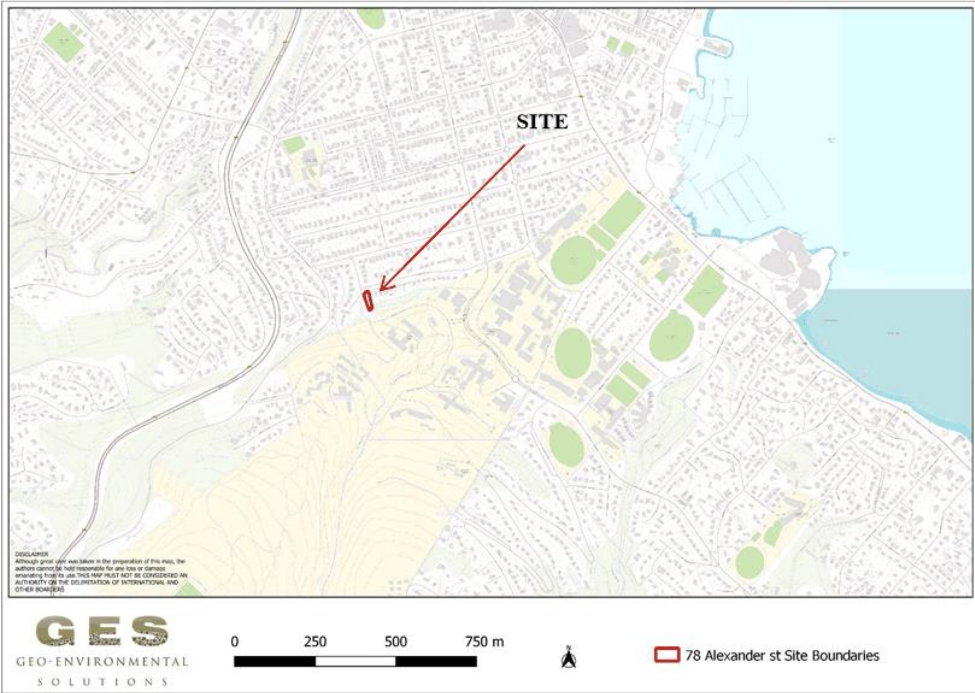 SITE
DISCLAIMER
Although great care was taken in the preparation of this map, the
authors cannot be held responsible for any loss or damage
emanating from its use. THIS MAP MUST NOT BE CONSIDERED AN
AUTHORITY ON THE DELIMITATION OF INTERNATIONAL AND
OTHER BOARDERS
GES
GEO-ENVIRONMENTAL
SOLUTIONS
0 250 500 750 m
N
78 Alexander st Site Boundaries